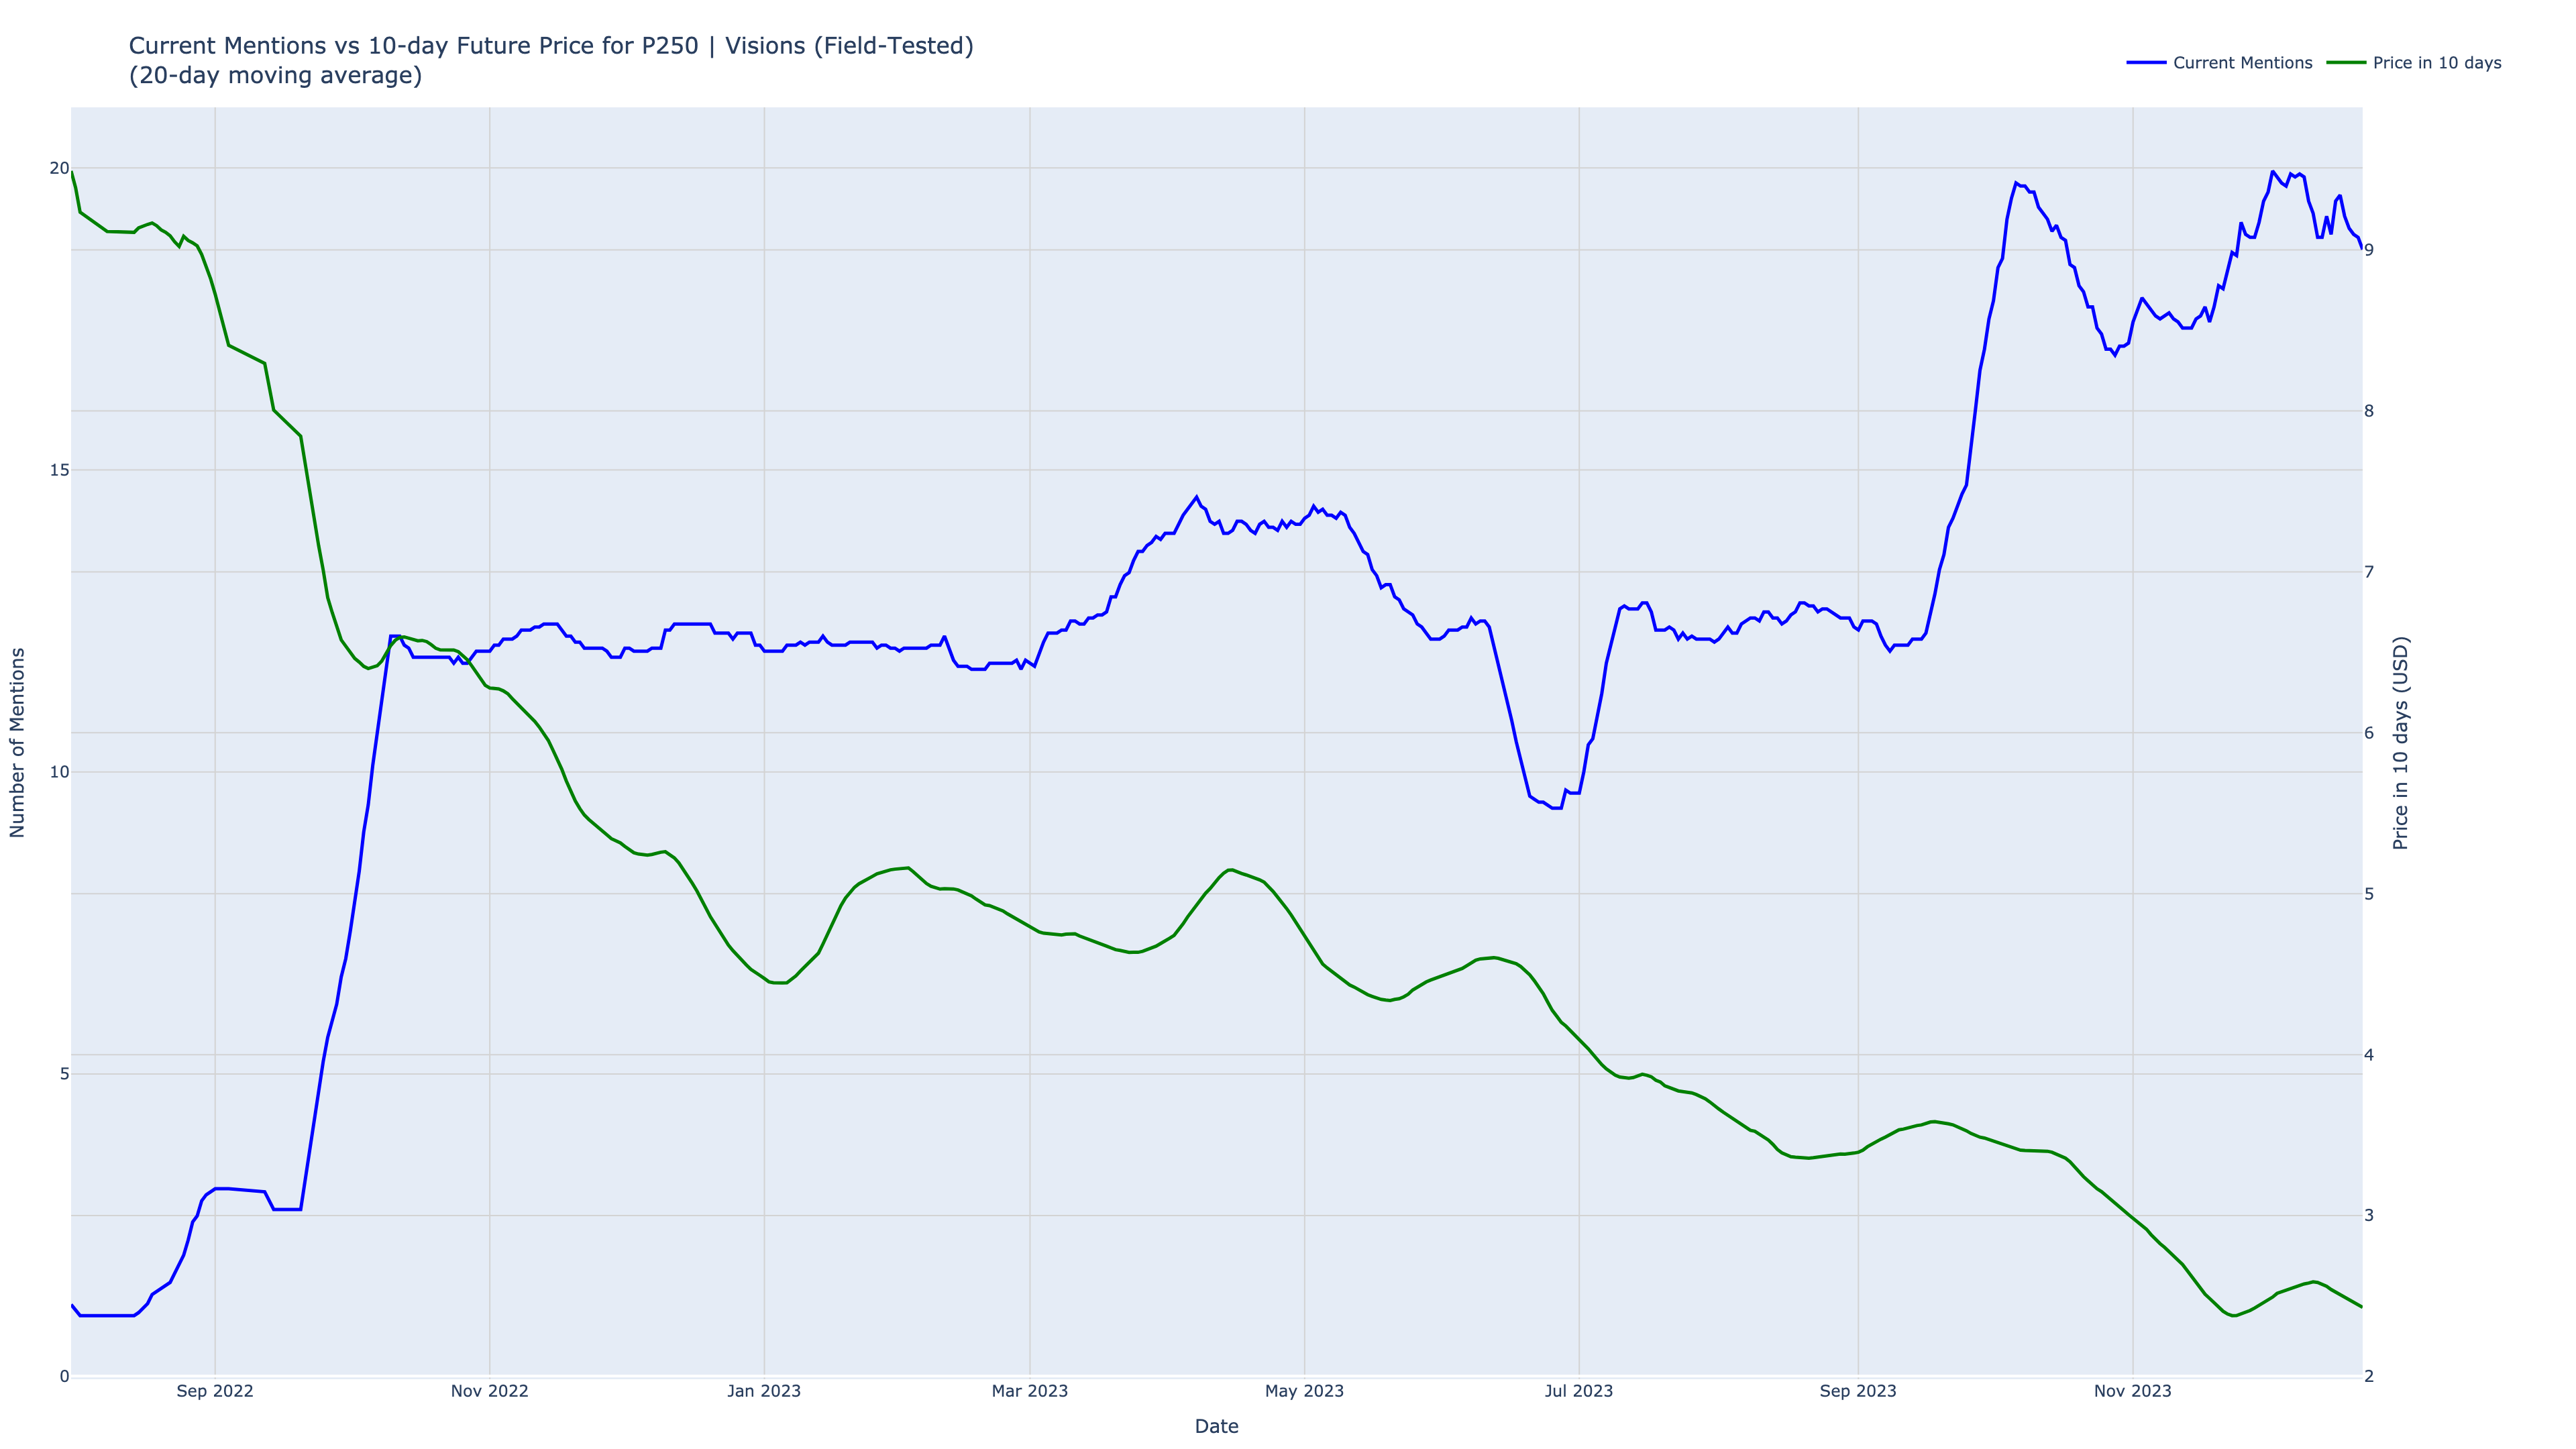 Current Mentions vs 10-day Future Price for P250 | Visions (Field-Tested)
(20-day moving average)
Current Mentions
Price in 10 days
20
15
10
5
0
Number of Mentions
9
8
7
6
5
4
3
2
Price in 10 days (USD)
Sep 2022
Nov 2022
Jan 2023
Mar 2023
May 2023
Jul 2023
Sep 2023
Nov 2023
Date